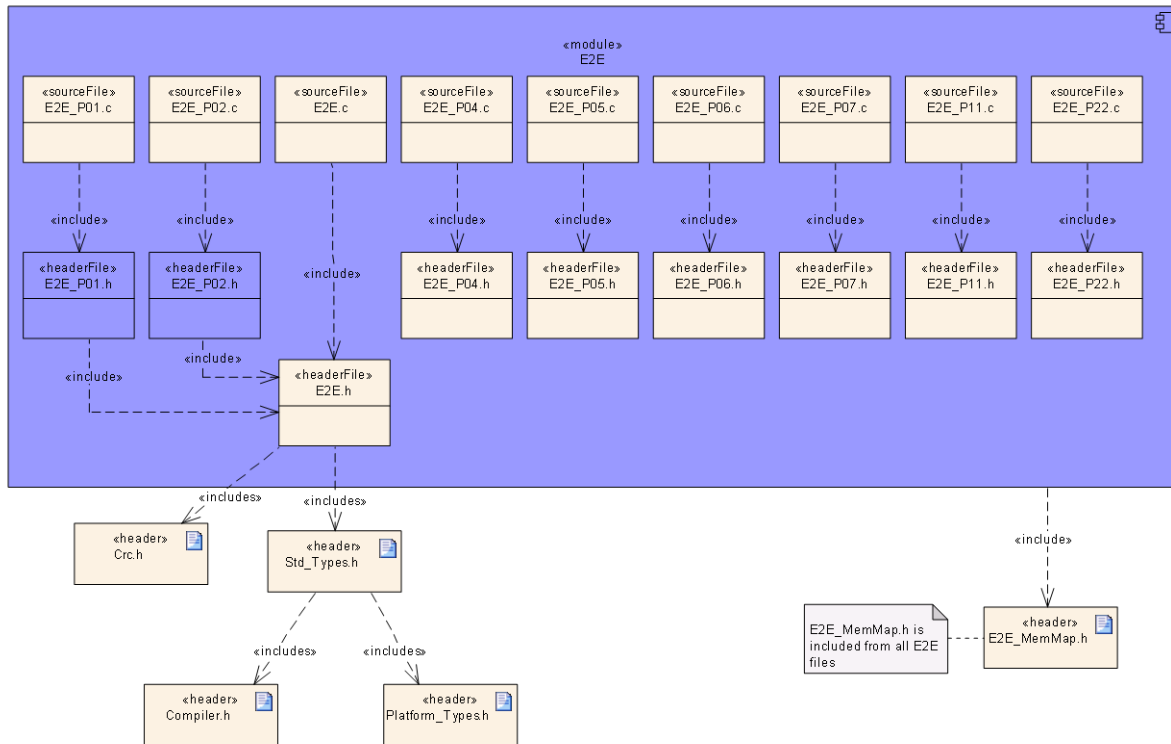 «module»
E2E
«sourceFile»
E2E_P01.c
«sourceFile»
E2E_P02.c
«sourceFile»
E2E.c
«sourceFile»
E2E_P04.c
«sourceFile»
E2E_P05.c
«sourceFile»
E2E_P06.c
«sourceFile»
E2E_P07.c
«sourceFile»
E2E_P11.c
«sourceFile»
E2E_P22.c
«include»
«include»
«include»
«include»
«include»
«include»
«include»
«include»
«include»
«headerFile»
E2E_P01.h
«headerFile»
E2E_P02.h
«headerFile»
E2E_P04.h
«headerFile»
E2E_P05.h
«headerFile»
E2E_P06.h
«headerFile»
E2E_P07.h
«headerFile»
E2E_P11.h
«headerFile»
E2E_P22.h
«include»
«include»
«headerFile»
E2E.h
«includes»
«includes»
«header»
Crc.h
«header»
Std_Types.h
«include»
E2E_MemMap.h is
included from all E2E
files
«header»
E2E_MemMap.h
«includes»
«includes»
«header»
Compiler.h
«header»
Platform_Types.h